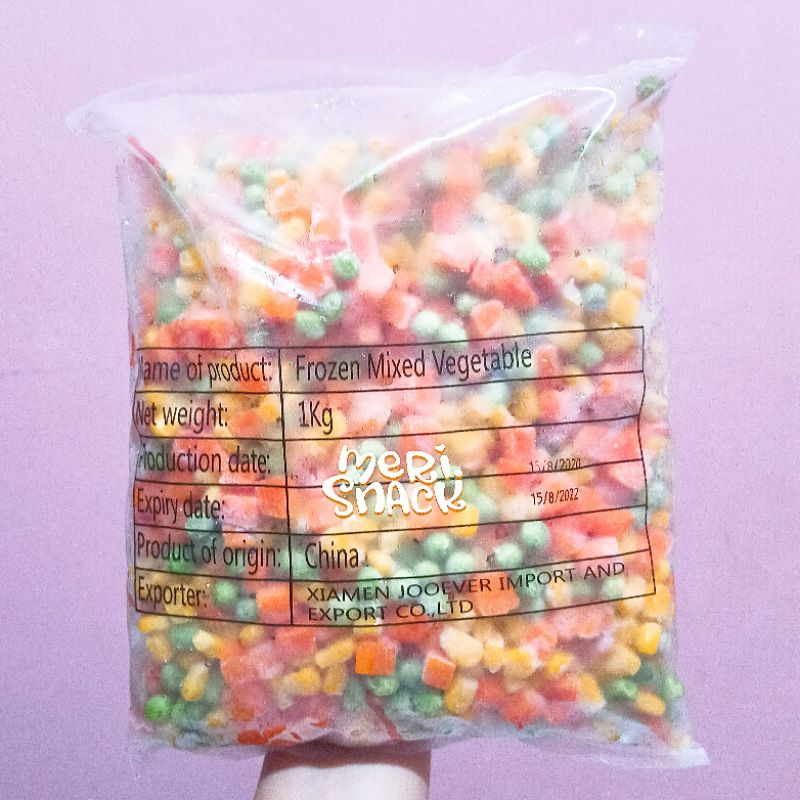 Name of product: Frozen Mixed Vegetable
Net weight: 1Kg
Production date: 15/8/2020
Expiry date: 15/8/2022
Product of origin: China
Exporter: XIAMEN JOOEVER IMPORT AND
EXPORT CO.,LTD
MERI
SNACK